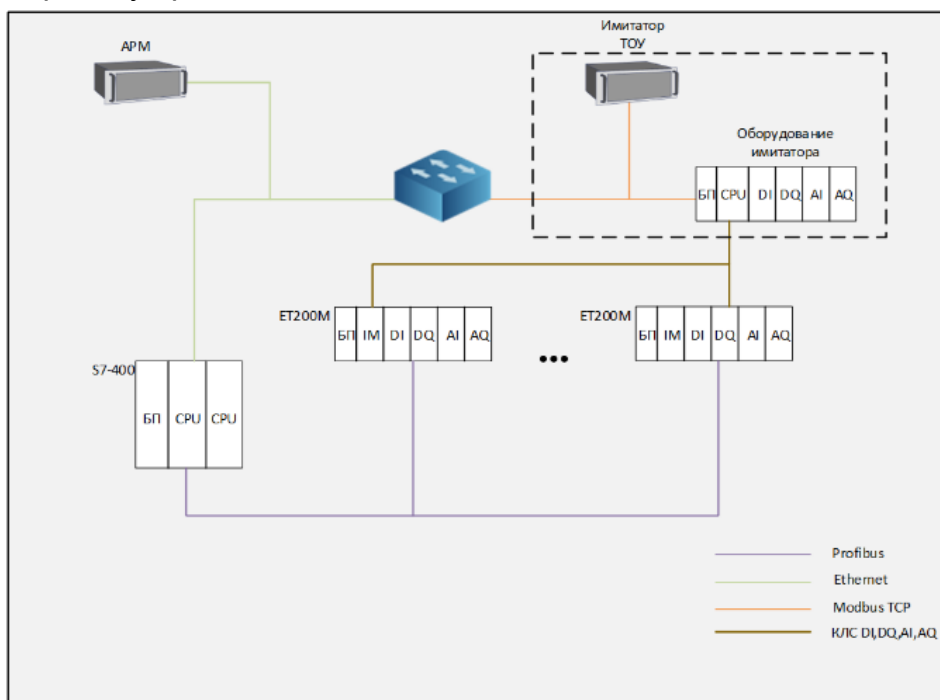 АРМ
Имитатор
ТОУ
Оборудование
имитатора
БП CPU DI DQ AI AQ
ET200M
БП IM DI DQ AI AQ
...
ET200M
БП IM DI DQ AI AQ
S7-400
БП CPU CPU
Profibus
Ethernet
Modbus TCP
КЛС DI,DQ,AI,AQ